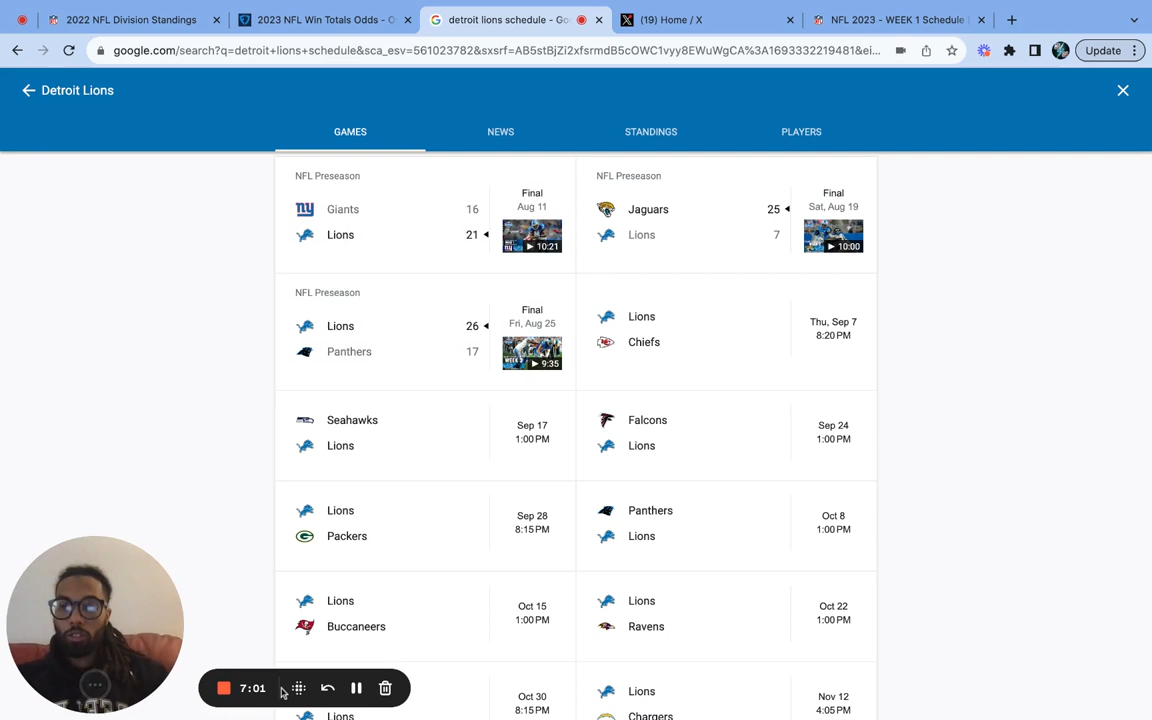 2022 NFL Division Standings
2023 NFL Win Totals Odds - O
detroit lions schedule - Go
(19) Home / X
NFL 2023 - WEEK 1 Schedule
google.com/search?q=detroit+lions+schedule&sca_esv=561023782&sxsrf=AB5stBjZi2xfsrmdB5cOWC1vyy8EWuWgCA%3A1693332219481&ei...
Update
Detroit Lions
GAMES
NEWS
STANDINGS
PLAYERS
NFL Preseason
Giants 16
Lions 21
Final
Aug 11
10:21
NFL Preseason
Jaguars 25
Lions 7
Final
Sat, Aug 19
10:00
NFL Preseason
Lions 26
Panthers 17
Final
Fri, Aug 25
9:35
Lions
Chiefs
Thu, Sep 7
8:20 PM
Seahawks
Lions
Sep 17
1:00 PM
Falcons
Lions
Sep 24
1:00 PM
Lions
Packers
Sep 28
8:15 PM
Panthers
Lions
Oct 8
1:00 PM
Lions
Buccaneers
Oct 15
1:00 PM
Lions
Ravens
Oct 22
1:00 PM
Lions
Oct 30
8:15 PM
Lions
Chargers
Nov 12
4:05 PM
7:01